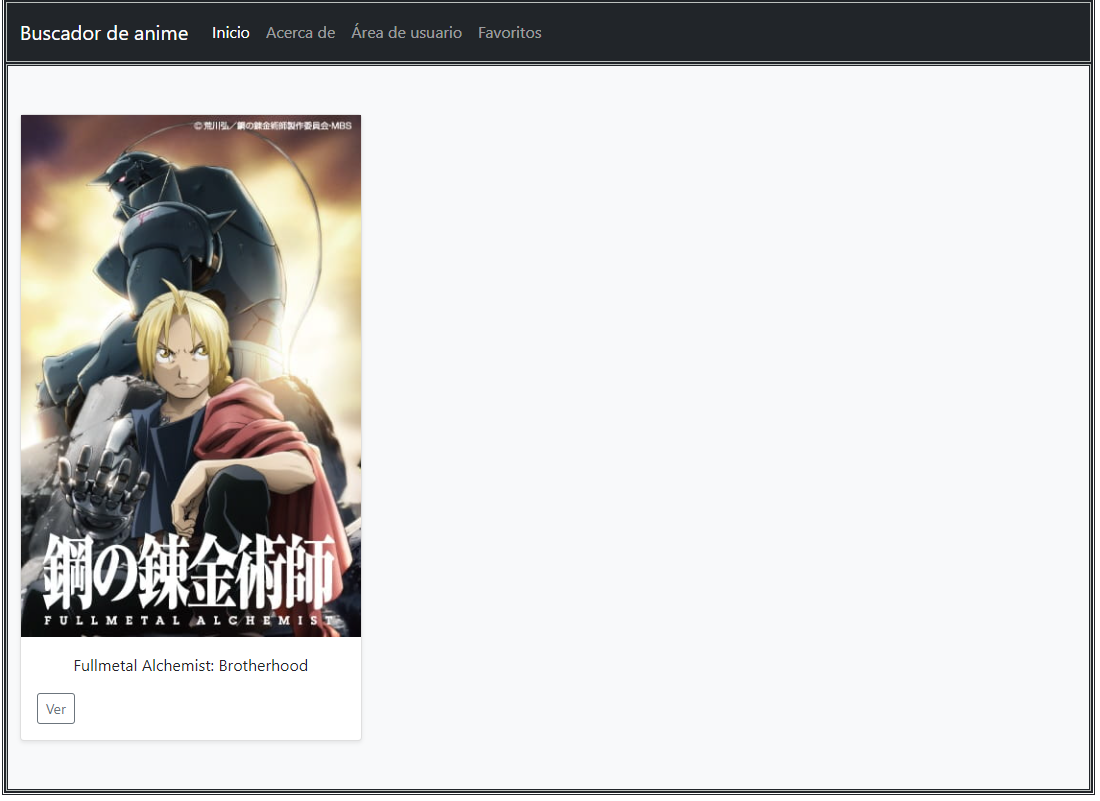 Buscador de anime Inicio Acerca de Área de usuario Favoritos
© 荒川弘／鋼の錬金術師製作委員会・MBS
鋼の錬金術師
FULLMETAL ALCHEMIST
Fullmetal Alchemist: Brotherhood
Ver